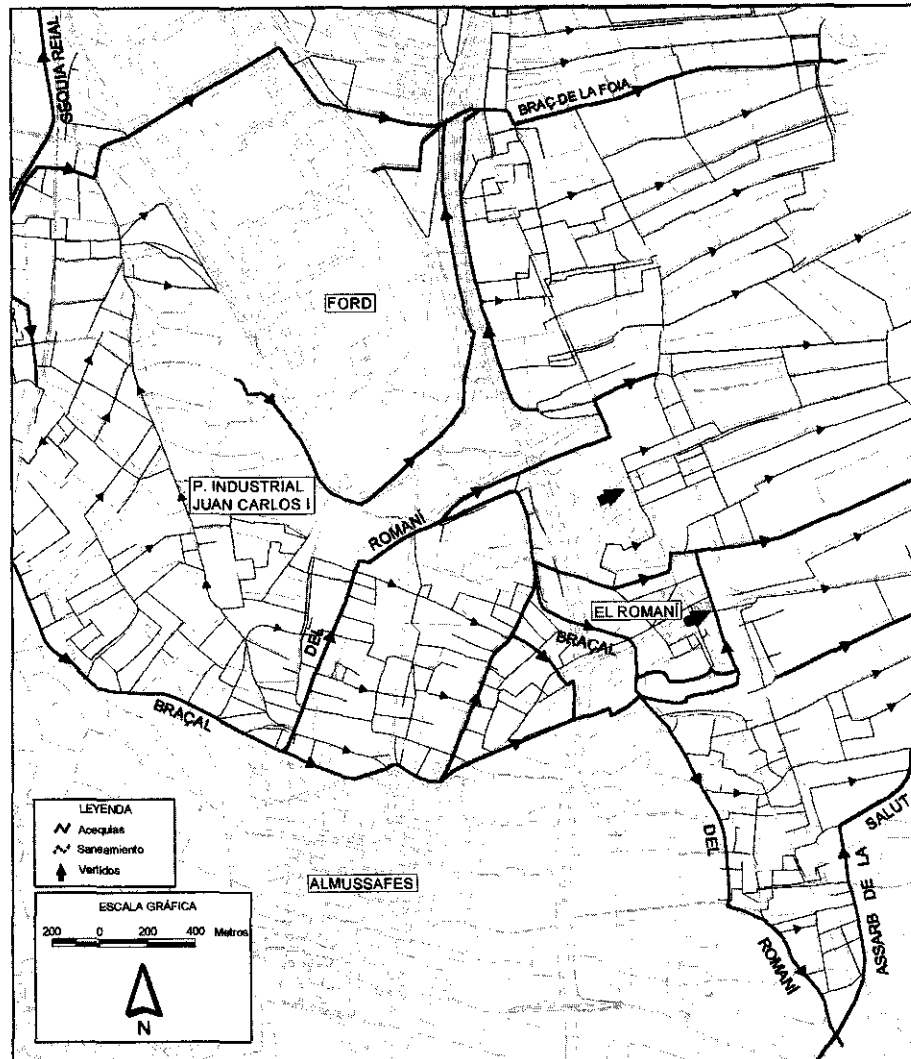 SEQUIA REIAL
BRAÇ DE LA FOIA
FORD
P. INDUSTRIAL
JUAN CARLOS I
ROMANÍ
DEL
BRAÇAL
EL ROMANÍ
BRAÇAL
DEL
ROMANÍ
ASSARB DE LA SALUT
ALMUSSAFES
LEYENDA
Acequias
Saneamiento
Vertidos
ESCALA GRÁFICA
200 0 200 400 Metros
N